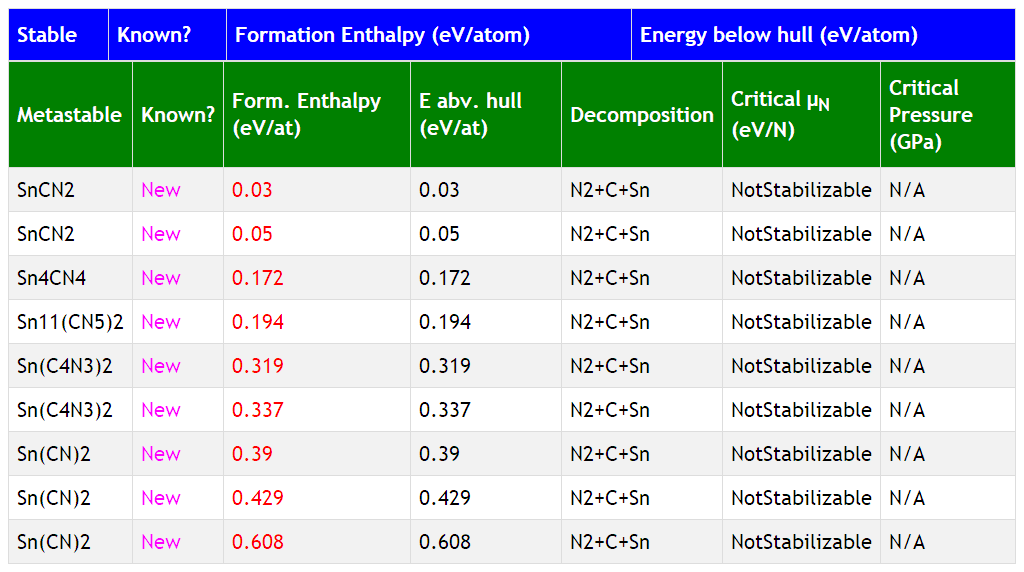 Stable Known? Formation Enthalpy (eV/atom) Energy below hull (eV/atom)
Metastable Known? Form. Enthalpy (eV/at) E abv. hull (eV/at) Decomposition Critical μN (eV/N) Critical Pressure (GPa)
SnCN2 New 0.03 0.03 N2+C+Sn NotStabilizable N/A
SnCN2 New 0.05 0.05 N2+C+Sn NotStabilizable N/A
Sn4CN4 New 0.172 0.172 N2+C+Sn NotStabilizable N/A
Sn11(CN5)2 New 0.194 0.194 N2+C+Sn NotStabilizable N/A
Sn(C4N3)2 New 0.319 0.319 N2+C+Sn NotStabilizable N/A
Sn(C4N3)2 New 0.337 0.337 N2+C+Sn NotStabilizable N/A
Sn(CN)2 New 0.39 0.39 N2+C+Sn NotStabilizable N/A
Sn(CN)2 New 0.429 0.429 N2+C+Sn NotStabilizable N/A
Sn(CN)2 New 0.608 0.608 N2+C+Sn NotStabilizable N/A